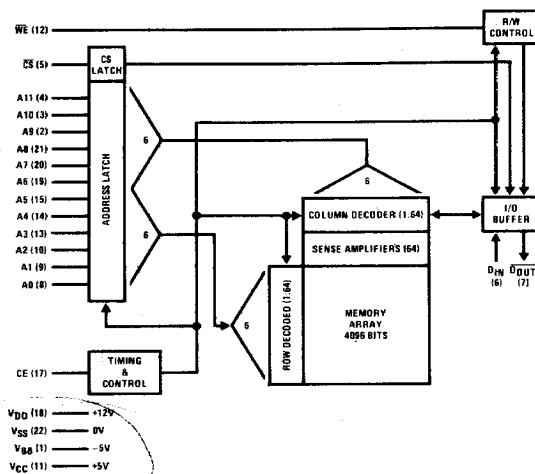 WE (12)
R/W
CONTROL
CS (5)
CS
LATCH
A11 (4)
A10 (3)
A9 (2)
A8 (21)
A7 (20)
A6 (19)
A5 (15)
A4 (14)
A3 (13)
A2 (10)
A1 (9)
A0 (8)
ADDRESS LATCH
6
6
6
COLUMN DECODER (1:64)
I/O
BUFFER
SENSE AMPLIFIERS (64)
DIN
(6)
DOUT
(7)
ROW DECODED (1:64)
6
MEMORY
ARRAY
4096 BITS
CE (17)
TIMING
&
CONTROL
VDD (18) +12V
VSS (22) 0V
VBB (1) -5V
VCC (11) +5V